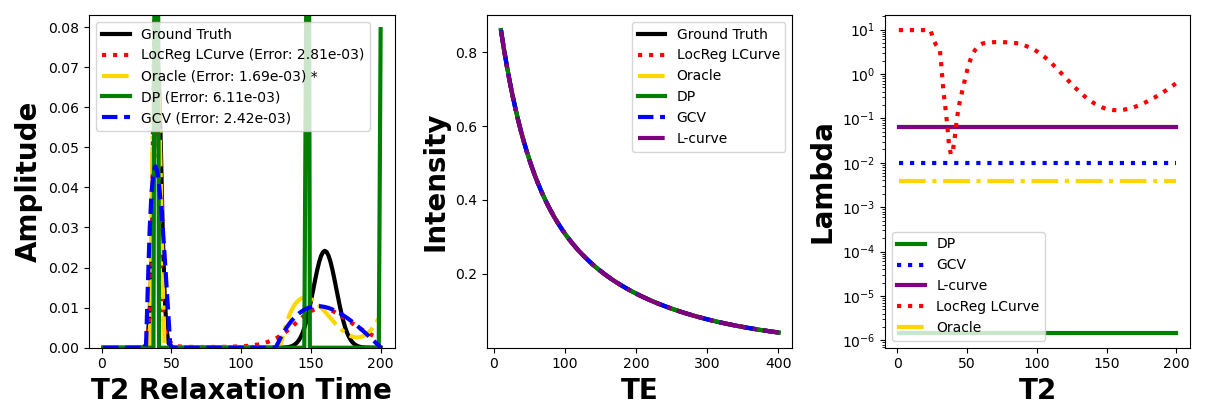 Amplitude
0.08
0.07
0.06
0.05
0.04
0.03
0.02
0.01
0.00
Ground Truth
LocReg LCurve (Error: 2.81e-03)
Oracle (Error: 1.69e-03) *
DP (Error: 6.11e-03)
GCV (Error: 2.42e-03)
0 50 100 150 200
T2 Relaxation Time
Intensity
0.8
0.6
0.4
0.2
Ground Truth
LocReg LCurve
Oracle
DP
GCV
L-curve
0 100 200 300 400
TE
Lambda
10¹
10⁰
10⁻¹
10⁻²
10⁻³
10⁻⁴
10⁻⁵
10⁻⁶
DP
GCV
L-curve
LocReg LCurve
Oracle
0 50 100 150 200
T2